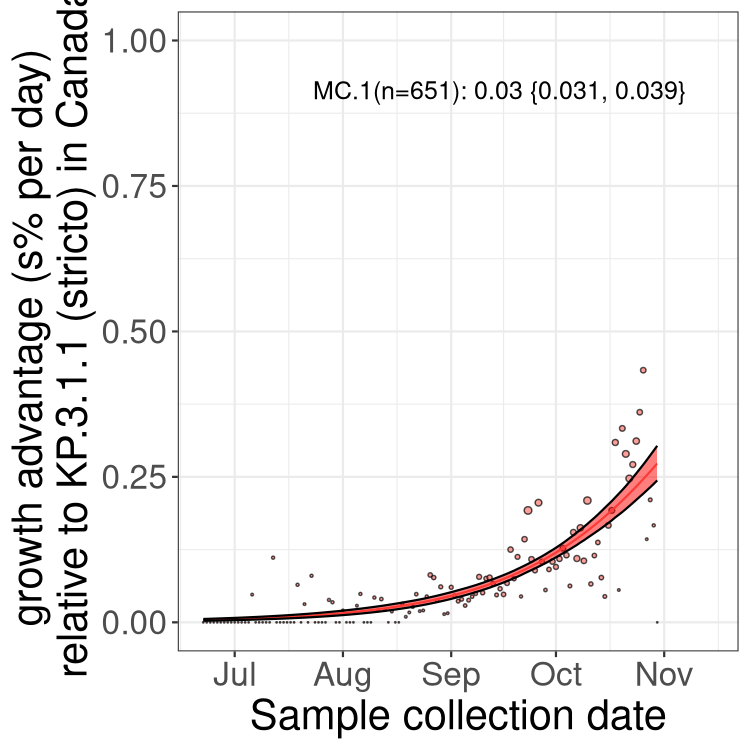 growth advantage (s% per day)
relative to KP.3.1.1 (stricto) in Canada
1.00
0.75
0.50
0.25
0.00
MC.1(n=651): 0.03 {0.031, 0.039}
Jul Aug Sep Oct Nov
Sample collection date